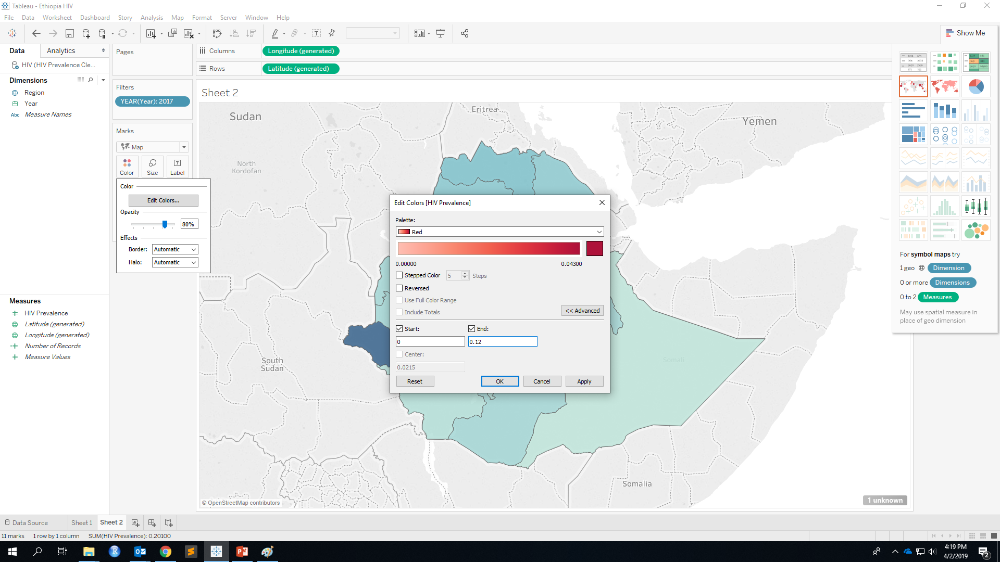 Tableau - Ethiopia HIV
File Data Worksheet Dashboard Story Analysis Map Format Server Window Help
Show Me
Data
Analytics
HIV (HIV Prevalence Cle...
Dimensions
Region
Year
Abc Measure Names
Measures
HIV Prevalence
Latitude (generated)
Longitude (generated)
Number of Records
Measure Values
Pages
Filters
YEAR(Year): 2017
Marks
Map
Color
Size
Label
Color
Edit Colors...
Opacity
80%
Effects
Border: Automatic
Halo: Automatic
Columns
Longitude (generated)
Rows
Latitude (generated)
Sheet 2
Sudan
Eritrea
Yemen
North
Kordofan
South
Sudan
Somali
Somalia
© OpenStreetMap contributors
1 unknown
Edit Colors [HIV Prevalence]
Palette:
Red
0.00000
0.04300
Stepped Color
5
Steps
Reversed
Use Full Color Range
Include Totals
<< Advanced
Start:
End:
0
0.12
Center:
0.0215
Reset
OK
Cancel
Apply
For symbol maps try
1 geo Dimension
0 or more Dimensions
0 to 2 Measures
May use spatial measure in
place of geo dimension
Data Source
Sheet 1
Sheet 2
11 marks
1 row by 1 column
SUM(HIV Prevalence): 0.20100
4:19 PM
4/2/2019
2